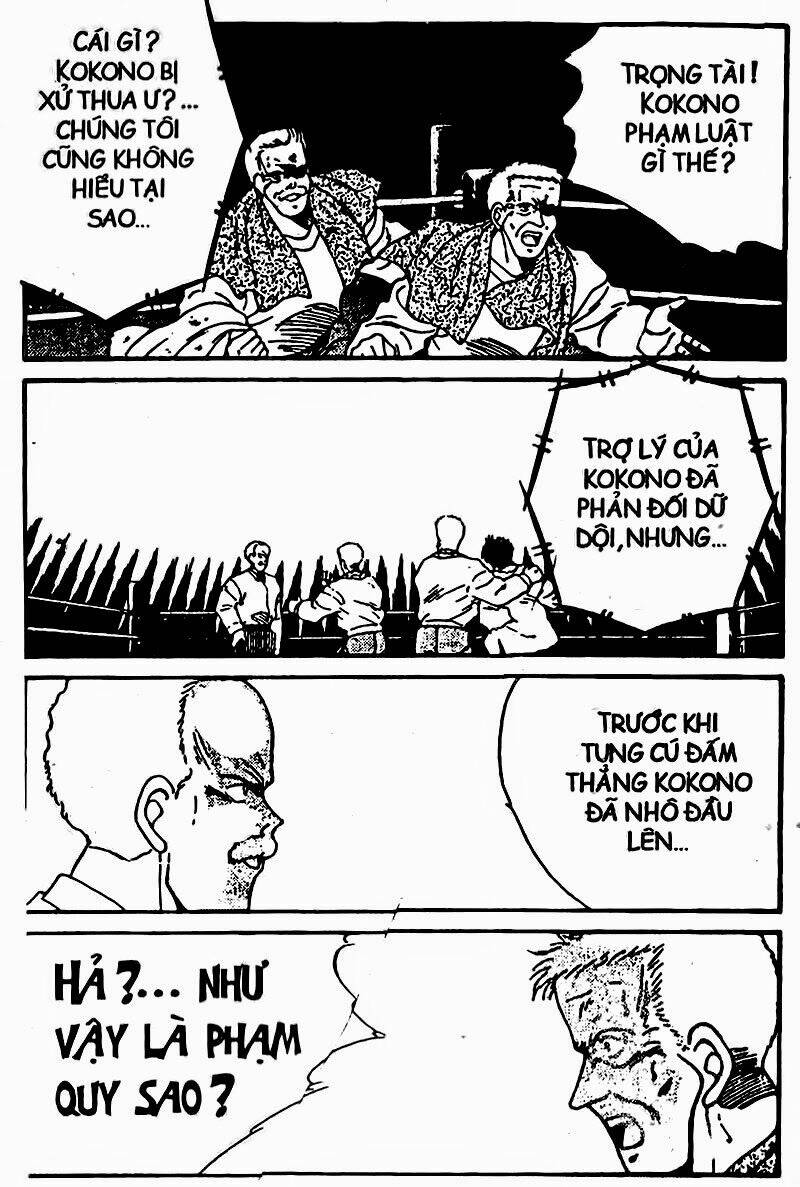 CÁI GÌ?
KOKONO BỊ
XỬ THUA Ư?...
CHÚNG TÔI
CŨNG KHÔNG
HIỂU TẠI
SAO...
TRỌNG TÀI!
KOKONO
PHẠM LUẬT
GÌ THẾ?
TRỢ LÝ CỦA
KOKONO ĐÃ
PHẢN ĐỐI DỮ
DỘI,NHƯNG...
TRƯỚC KHI
TUNG CÚ ĐẤM
THẲNG KOKONO
ĐÃ NHÔ ĐẦU
LÊN...
HẢ?... NHƯ
VẬY LÀ PHẠM
QUY SAO?